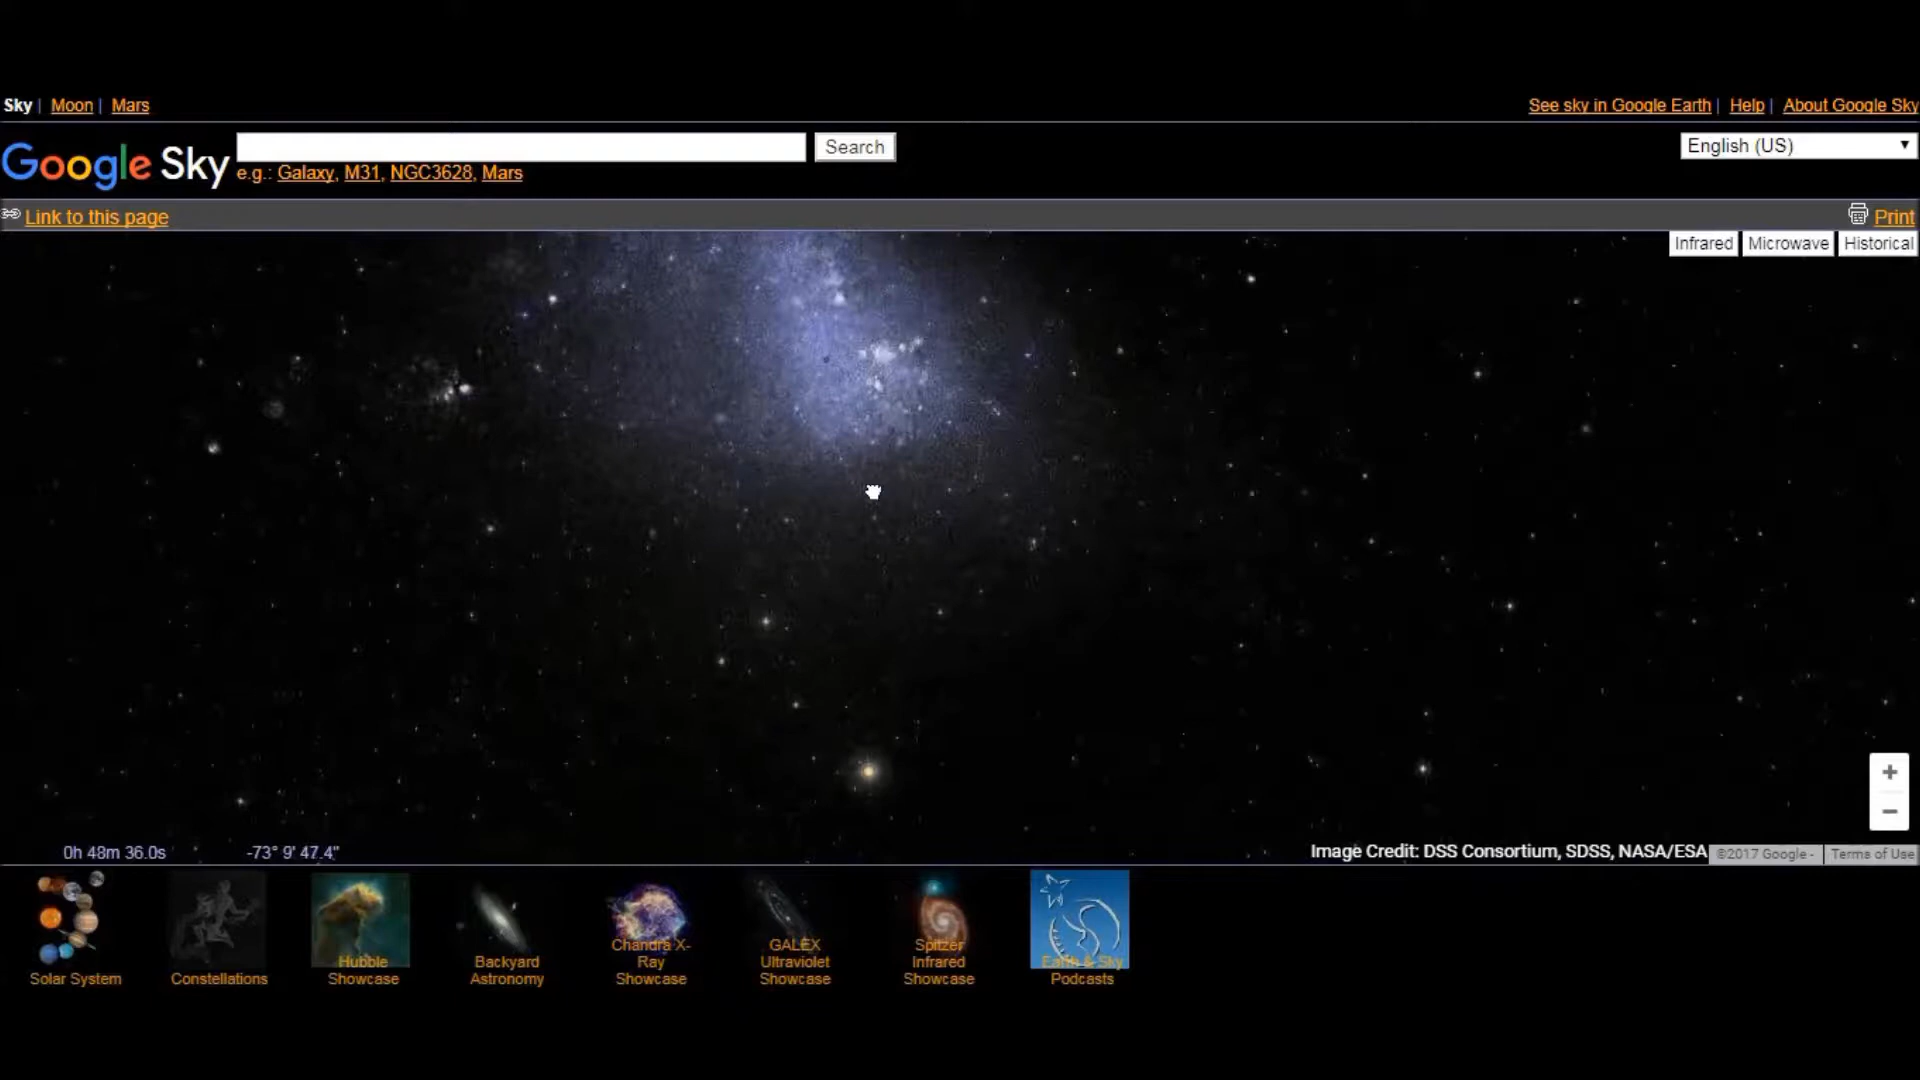 Sky | Moon | Mars
See sky in Google Earth | Help | About Google Sky
Google Sky
Search
English (US)
e.g.: Galaxy, M31, NGC3628, Mars
Link to this page
Print
Infrared
Microwave
Historical
0h 48m 36.0s
-73° 9' 47.4"
Image Credit: DSS Consortium, SDSS, NASA/ESA
©2017 Google -
Terms of Use
Solar System
Constellations
Hubble
Showcase
Backyard
Astronomy
Chandra X-
Ray
Showcase
GALEX
Ultraviolet
Showcase
Spitzer
Infrared
Showcase
Earth & Sky
Podcasts